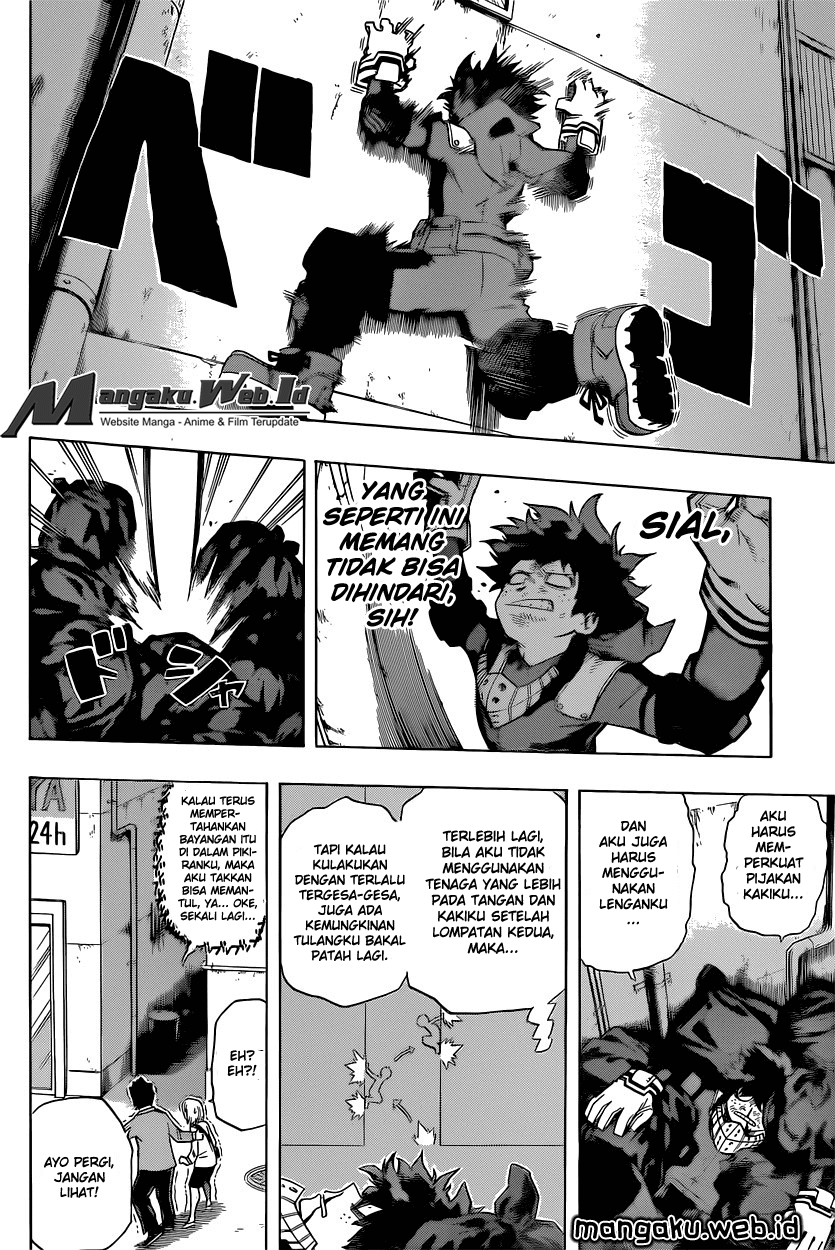 ベ
ゴ
Mangaku.Web.Id
Website Manga - Anime & Film Terupdate
SIAL,
YANG
SEPERTI INI
MEMANG
TIDAK BISA
DIHINDARI,
SIH!
ドシャ
AKU
HARUS
MEM-
PERKUAT
PIJAKAN
KAKIKU...
DAN
AKU JUGA
HARUS
MENGGU-
NAKAN
LENGANKU
...
TERLEBIH LAGI,
BILA AKU TIDAK
MENGGUNAKAN
TENAGA YANG LEBIH
PADA TANGAN DAN
KAKIKU SETELAH
LOMPATAN KEDUA,
MAKA...
TAPI KALAU
KULAKUKAN
DENGAN TERLALU
TERGESA-GESA,
JUGA ADA
KEMUNGKINAN
TULANGKU BAKAL
PATAH LAGI.
KALAU TERUS
MEMPER-
TAHANKAN
BAYANGAN ITU
DI DALAM PIKI-
RANKU, MAKA
AKU TAKKAN
BISA MEMAN-
TUL, YA... OKE,
SEKALI LAGI...
YA
24h
EH?
EH?!
AYO PERGI,
JANGAN
LIHAT!
mangaku.web.id